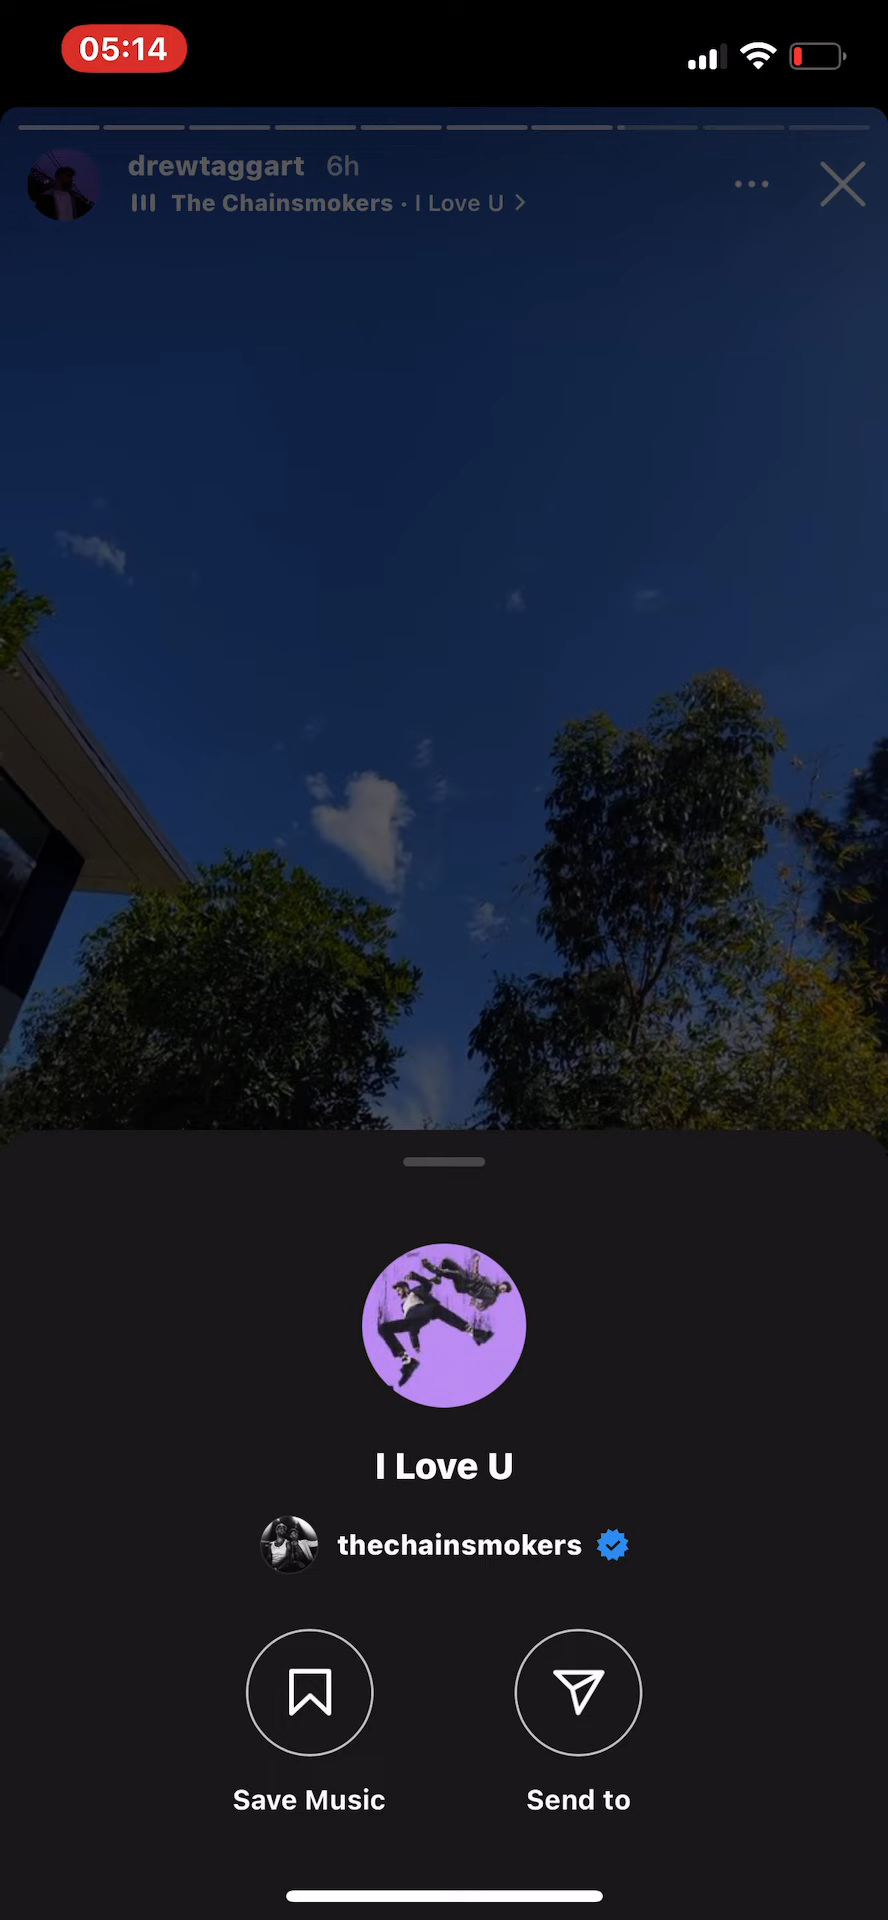 05:14
drewtaggart 6h
The Chainsmokers · I Love U >
I Love U
thechainsmokers
Save Music
Send to